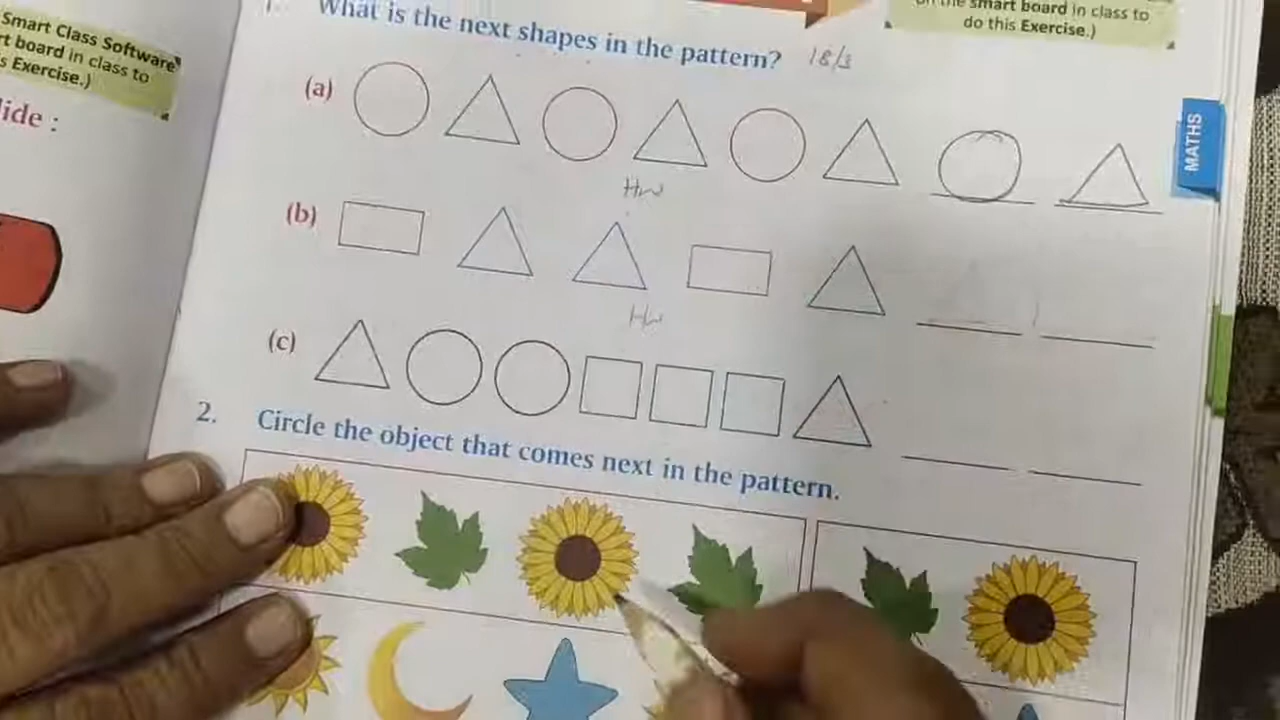 Smart Class Software
rt board in class to
s Exercise.)
lide :
smart board in class to
do this Exercise.)
What is the next shapes in the pattern? 18/3
(a)
HW
(b)
HW
(c)
2. Circle the object that comes next in the pattern.
MATHS